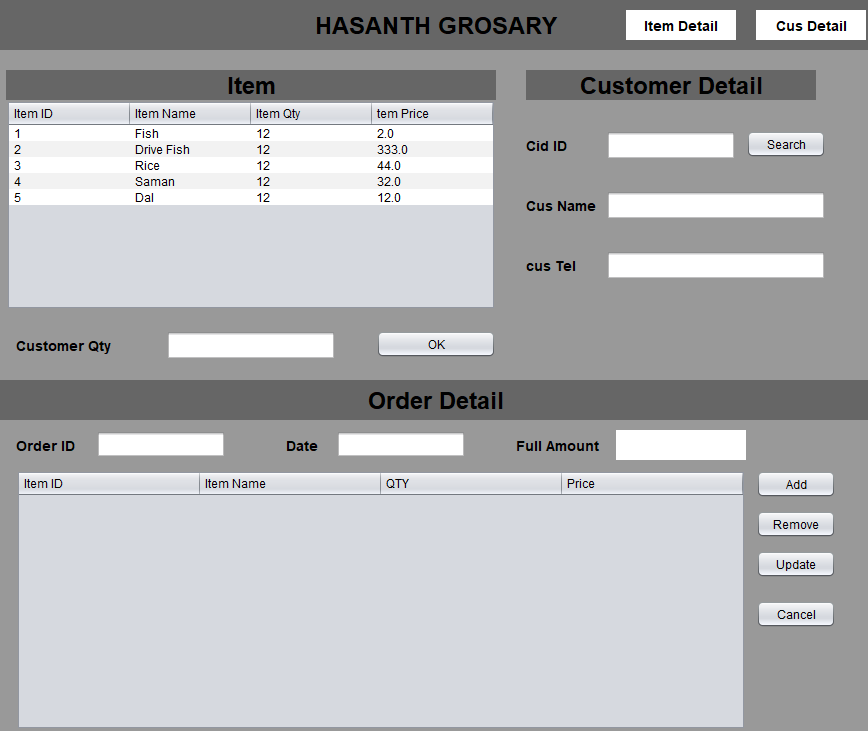 HASANTH GROSARY
Item Detail
Cus Detail
Item
Item ID Item Name Item Qty tem Price
1 Fish 12 2.0
2 Drive Fish 12 333.0
3 Rice 12 44.0
4 Saman 12 32.0
5 Dal 12 12.0
Customer Qty
OK
Customer Detail
Cid ID
Search
Cus Name
cus Tel
Order Detail
Order ID
Date
Full Amount
Item ID Item Name QTY Price
Add
Remove
Update
Cancel